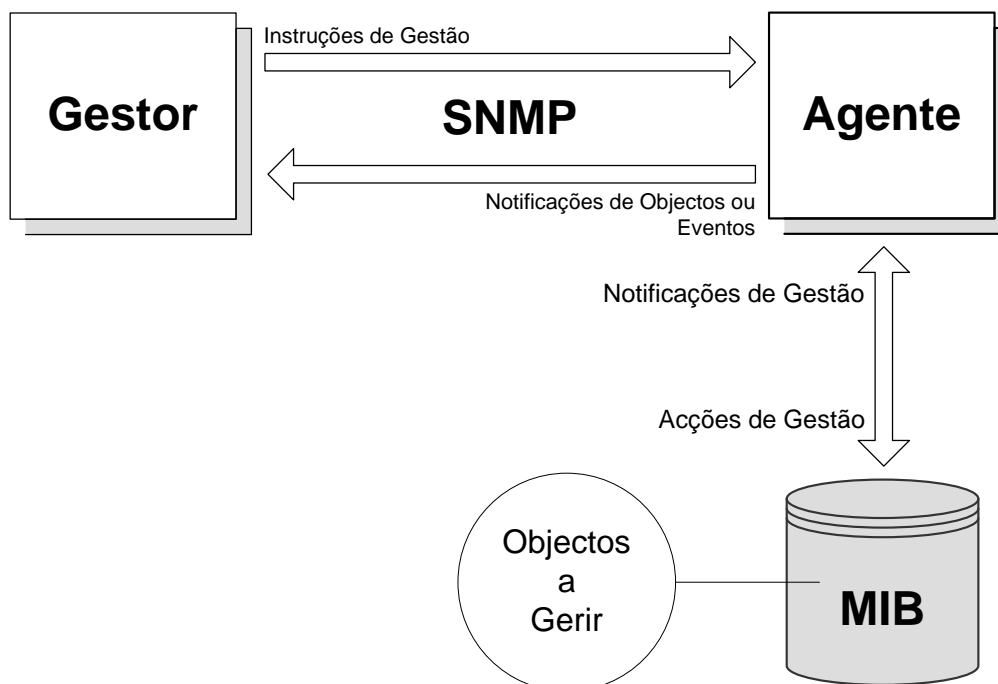 Instruções de Gestão
Gestor
SNMP
Agente
Notificações de Objectos ou
Eventos
Notificações de Gestão
Acções de Gestão
Objectos
a
Gerir
MIB